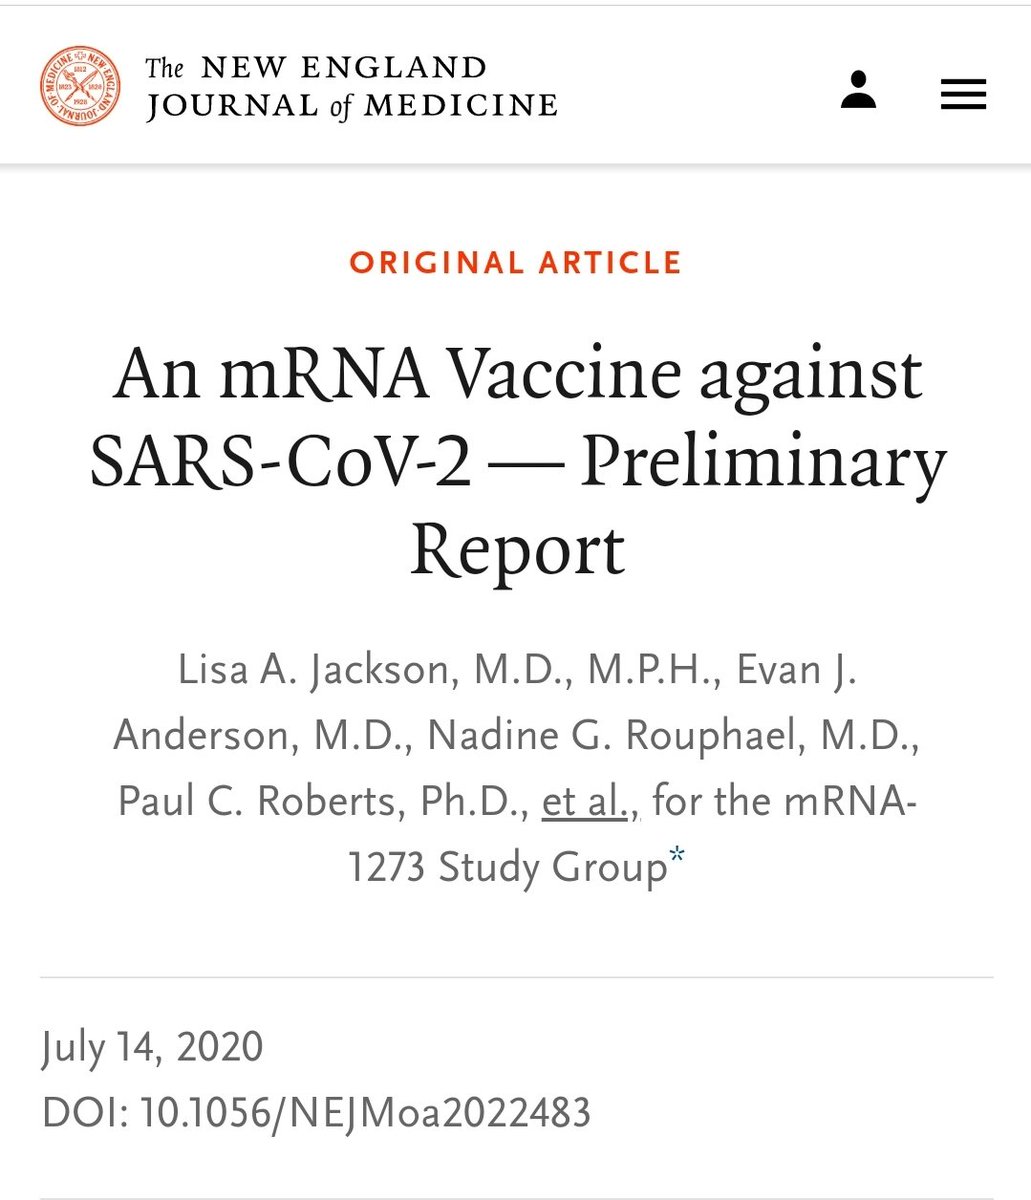 The NEW ENGLAND
JOURNAL of MEDICINE
ORIGINAL ARTICLE
An mRNA Vaccine against
SARS-CoV-2 — Preliminary
Report
Lisa A. Jackson, M.D., M.P.H., Evan J.
Anderson, M.D., Nadine G. Rouphael, M.D.,
Paul C. Roberts, Ph.D., et al., for the mRNA-
1273 Study Group*
July 14, 2020
DOI: 10.1056/NEJMoa2022483